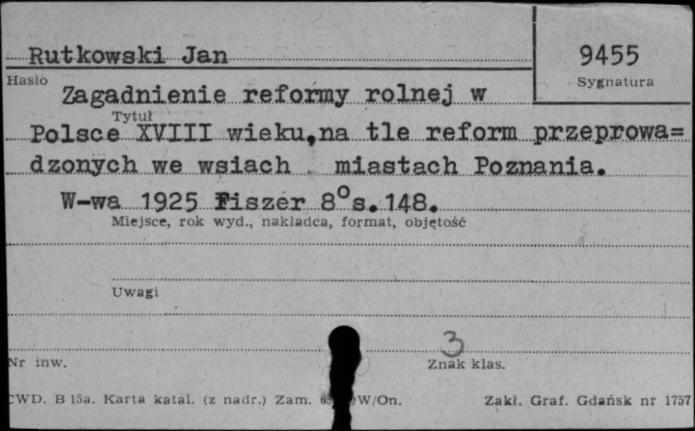 Rutkowski Jan
9455
Hasło
Sygnatura
Zagadnienie reformy rolnej w
Tytuł
Polsce XVIII wieku,na tle reform przeprowa=
dzonych we wsiach miastach Poznania.
W-wa 1925 Fiszer 8°s.148.
Miejsce, rok wyd., nakładca, format, objętość
Uwagi
3
Nr inw.
Znak klas.
CWD. B 15a. Karta katal. (z nadr.) Zam. W/On.
Zakł. Graf. Gdańsk nr 1757